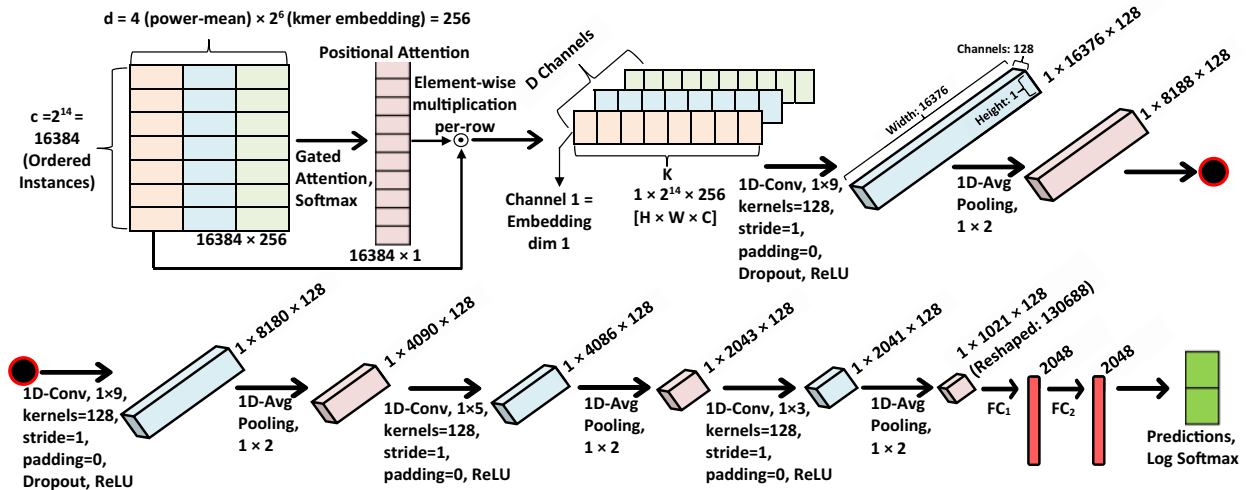 d = 4 (power-mean) × 2⁶ (kmer embedding) = 256
c =2¹⁴ =
16384
(Ordered
Instances)
16384 × 256
Gated
Attention,
Softmax
Positional Attention
16384 × 1
Element-wise
multiplication
per-row
D Channels
K
1 × 2¹⁴ × 256
[H × W × C]
Channel 1 =
Embedding
dim 1
1D-Conv, 1×9,
kernels=128,
stride=1,
padding=0,
Dropout, ReLU
Channels: 128
Width: 16376
Height: 1
1 × 16376 × 128
1D-Avg
Pooling,
1 × 2
1 × 8188 × 128
1D-Conv, 1×9,
kernels=128,
stride=1,
padding=0,
Dropout, ReLU
1 × 8180 × 128
1D-Avg
Pooling,
1 × 2
1 × 4090 × 128
1D-Conv, 1×5,
kernels=128,
stride=1,
padding=0, ReLU
1 × 4086 × 128
1D-Avg
Pooling,
1 × 2
1 × 2043 × 128
1D-Conv, 1×3,
kernels=128,
stride=1,
padding=0, ReLU
1 × 2041 × 128
1D-Avg
Pooling,
1 × 2
1 × 1021 × 128
(Reshaped: 130688)
FC₁
2048
FC₂
2048
Predictions,
Log Softmax